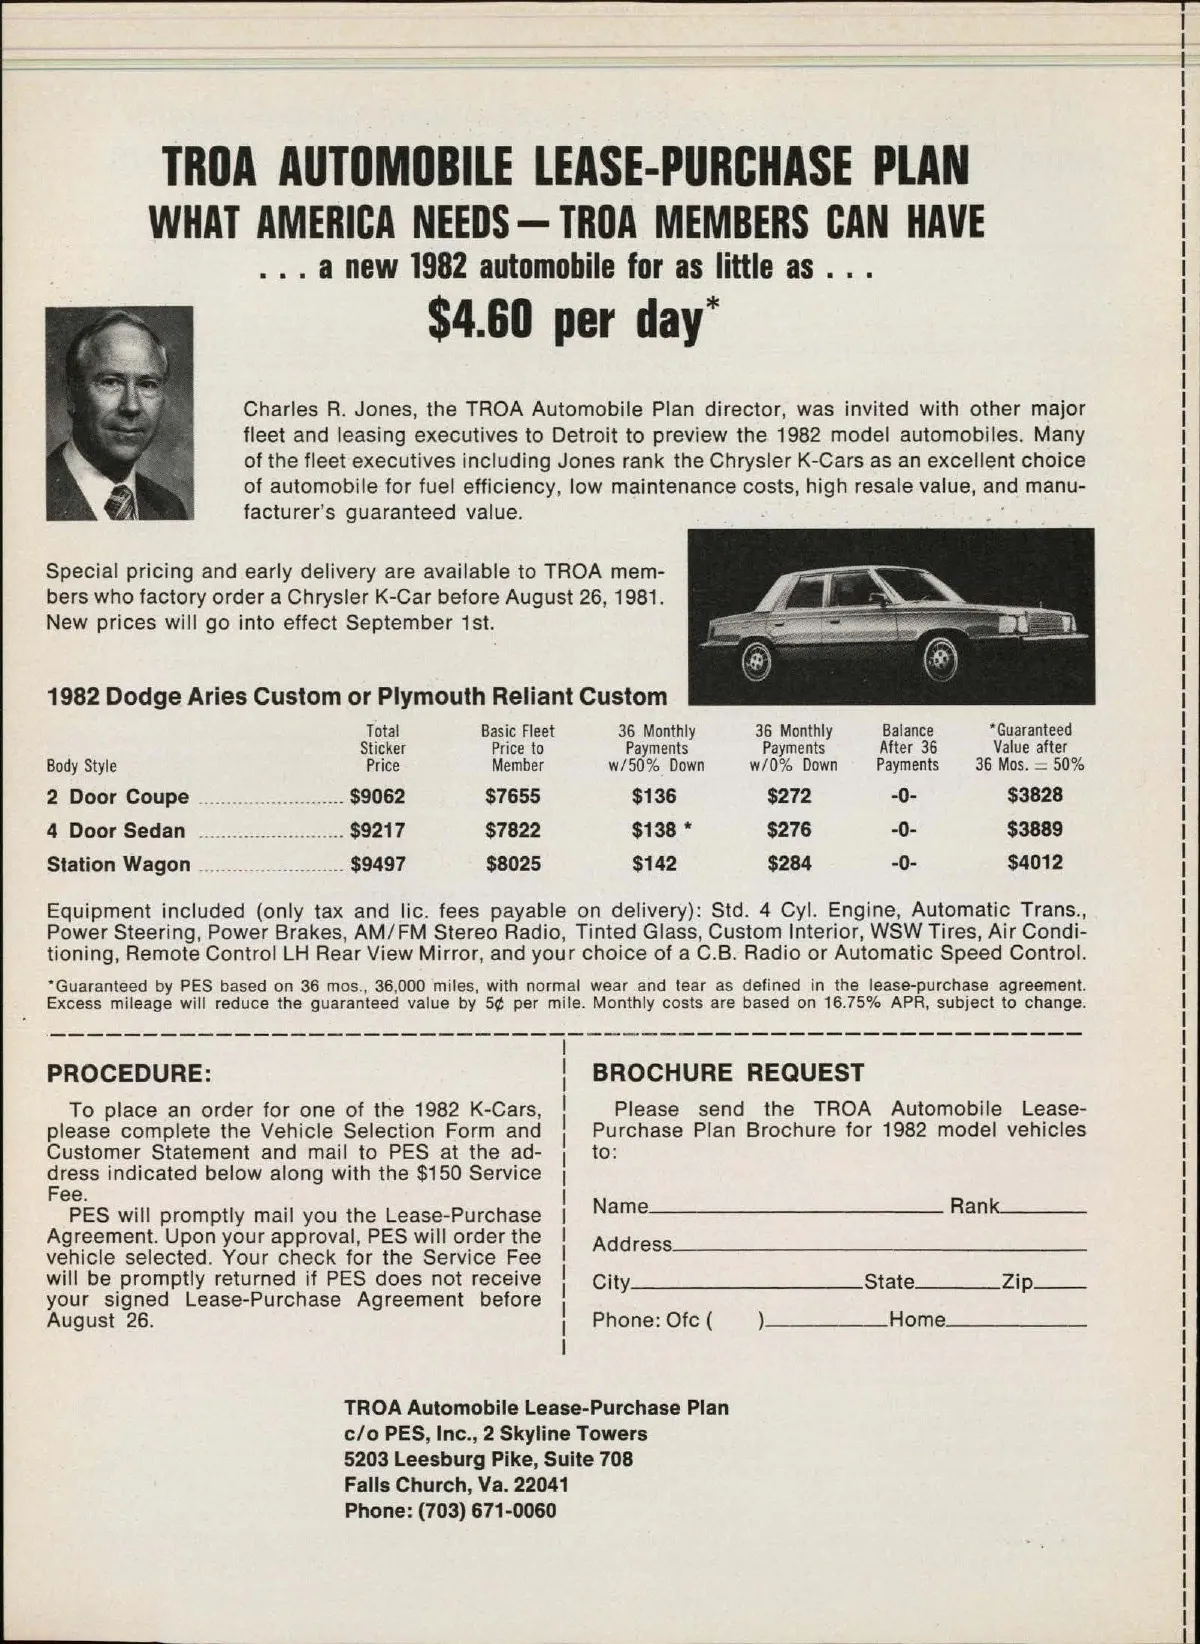 TROA AUTOMOBILE LEASE-PURCHASE PLAN
WHAT AMERICA NEEDS — TROA MEMBERS CAN HAVE
. . . a new 1982 automobile for as little as . . .
$4.60 per day*
Charles R. Jones, the TROA Automobile Plan director, was invited with other major
fleet and leasing executives to Detroit to preview the 1982 model automobiles. Many
of the fleet executives including Jones rank the Chrysler K-Cars as an excellent choice
of automobile for fuel efficiency, low maintenance costs, high resale value, and manu-
facturer's guaranteed value.
Special pricing and early delivery are available to TROA mem-
bers who factory order a Chrysler K-Car before August 26, 1981.
New prices will go into effect September 1st.
1982 Dodge Aries Custom or Plymouth Reliant Custom
Total Basic Fleet 36 Monthly 36 Monthly Balance *Guaranteed
Sticker Price to Payments Payments After 36 Value after
Body Style Price Member w/50% Down w/0% Down Payments 36 Mos. = 50%
2 Door Coupe $9062 $7655 $136 $272 -0- $3828
4 Door Sedan $9217 $7822 $138 * $276 -0- $3889
Station Wagon $9497 $8025 $142 $284 -0- $4012
Equipment included (only tax and lic. fees payable on delivery): Std. 4 Cyl. Engine, Automatic Trans.,
Power Steering, Power Brakes, AM/FM Stereo Radio, Tinted Glass, Custom Interior, WSW Tires, Air Condi-
tioning, Remote Control LH Rear View Mirror, and your choice of a C.B. Radio or Automatic Speed Control.
*Guaranteed by PES based on 36 mos., 36,000 miles, with normal wear and tear as defined in the lease-purchase agreement.
Excess mileage will reduce the guaranteed value by 5¢ per mile. Monthly costs are based on 16.75% APR, subject to change.
PROCEDURE:
To place an order for one of the 1982 K-Cars,
please complete the Vehicle Selection Form and
Customer Statement and mail to PES at the ad-
dress indicated below along with the $150 Service
Fee.
PES will promptly mail you the Lease-Purchase
Agreement. Upon your approval, PES will order the
vehicle selected. Your check for the Service Fee
will be promptly returned if PES does not receive
your signed Lease-Purchase Agreement before
August 26.
BROCHURE REQUEST
Please send the TROA Automobile Lease-
Purchase Plan Brochure for 1982 model vehicles
to:
Name Rank
Address
City State Zip
Phone: Ofc ( ) Home
TROA Automobile Lease-Purchase Plan
c/o PES, Inc., 2 Skyline Towers
5203 Leesburg Pike, Suite 708
Falls Church, Va. 22041
Phone: (703) 671-0060